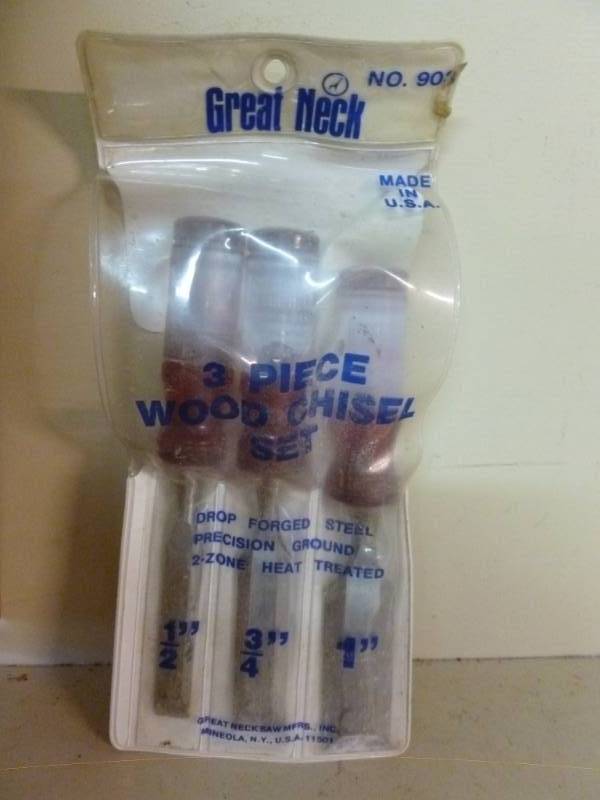 NO. 903
Great Neck
MADE
IN
U.S.A.
3 PIECE
WOOD CHISEL
SET
DROP FORGED STEEL
PRECISION GROUND
2-ZONE HEAT TREATED
1/2" 3/4" 1"
GREAT NECK SAW MFRS., INC.
MINEOLA, N.Y., U.S.A. 11501